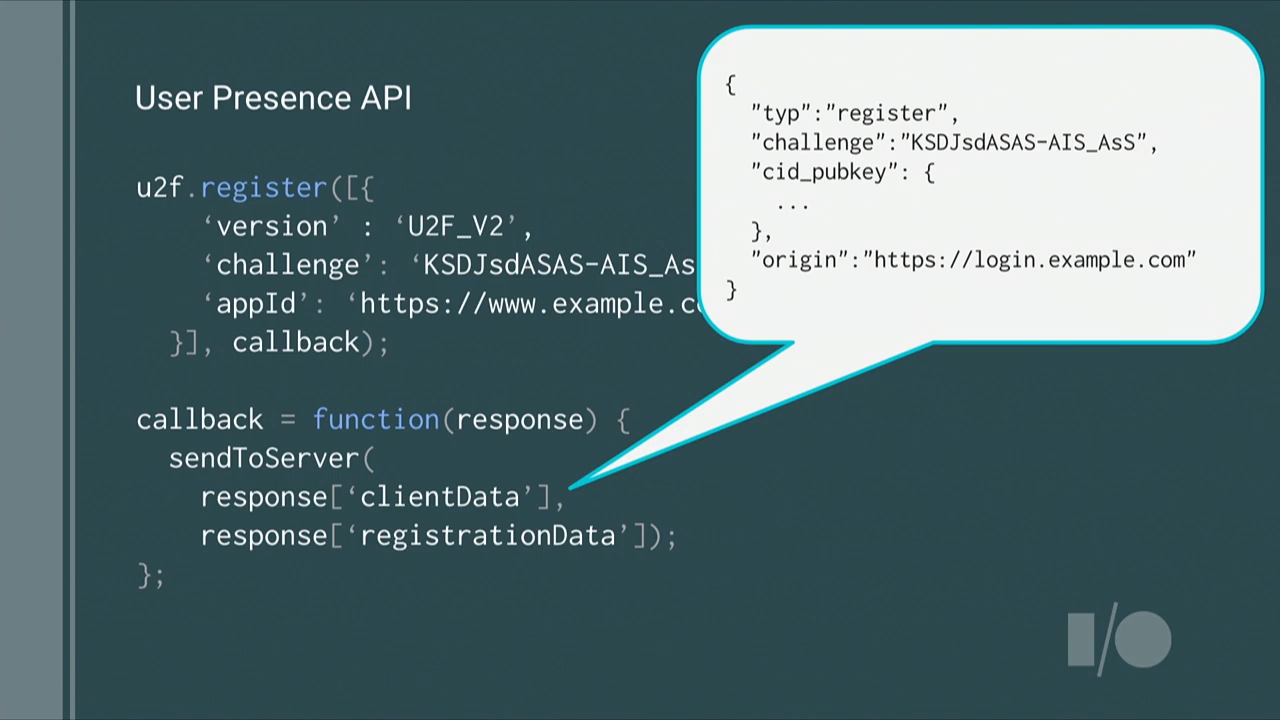 User Presence API
u2f.register([{
‘version’ : ‘U2F_V2’,
‘challenge’: ‘KSDJsdASAS-AIS_As
‘appId’: ‘https://www.example.c
}], callback);
callback = function(response) {
sendToServer(
response[‘clientData’],
response[‘registrationData’]);
};
{
"typ":"register",
"challenge":"KSDJsdASAS-AIS_AsS",
"cid_pubkey": {
...
},
"origin":"https://login.example.com"
}
I/O